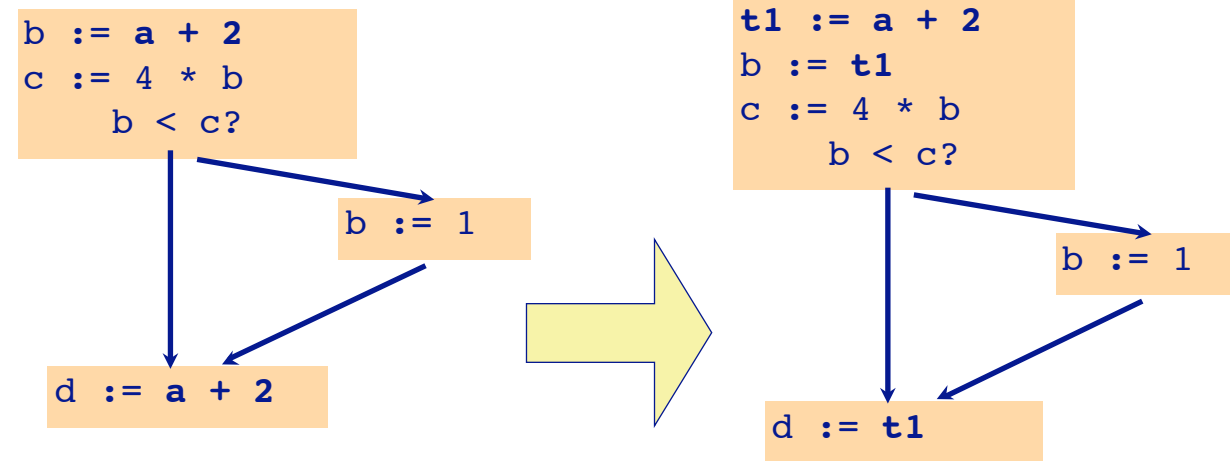 b := a + 2
c := 4 * b
b < c?
b := 1
d := a + 2
t1 := a + 2
b := t1
c := 4 * b
b < c?
b := 1
d := t1